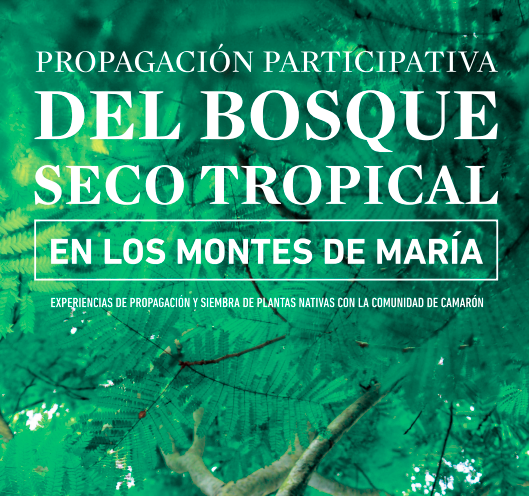 PROPAGACIÓN PARTICIPATIVA
DEL BOSQUE
SECO TROPICAL
EN LOS MONTES DE MARÍA
EXPERIENCIAS DE PROPAGACIÓN Y SIEMBRA DE PLANTAS NATIVAS CON LA COMUNIDAD DE CAMARÓN